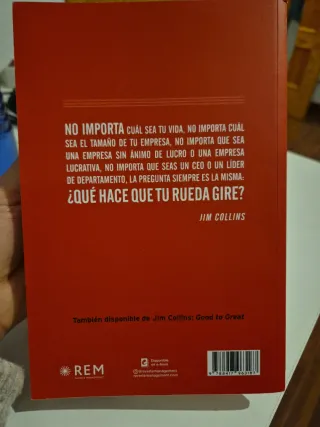 NO IMPORTA CUÁL SEA TU VIDA, NO IMPORTA CUÁL
SEA EL TAMAÑO DE TU EMPRESA, NO IMPORTA QUE SEA
UNA EMPRESA SIN ÁNIMO DE LUCRO O UNA EMPRESA
LUCRATIVA, NO IMPORTA QUE SEAS UN CEO O UN LÍDER
DE DEPARTAMENTO, LA PREGUNTA SIEMPRE ES LA MISMA:
¿QUÉ HACE QUE TU RUEDA GIRE?
JIM COLLINS
También disponible de Jim Collins: Good to Great
REM
Disponible
en e-book